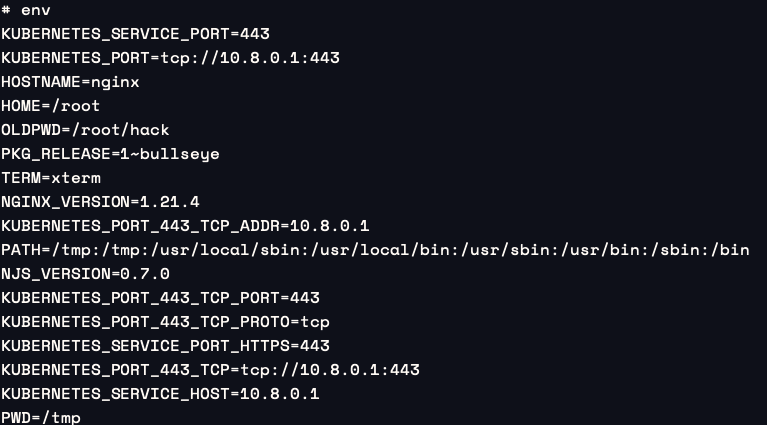 # env
KUBERNETES_SERVICE_PORT=443
KUBERNETES_PORT=tcp://10.8.0.1:443
HOSTNAME=nginx
HOME=/root
OLDPWD=/root/hack
PKG_RELEASE=1~bullseye
TERM=xterm
NGINX_VERSION=1.21.4
KUBERNETES_PORT_443_TCP_ADDR=10.8.0.1
PATH=/tmp:/tmp:/usr/local/sbin:/usr/local/bin:/usr/sbin:/usr/bin:/sbin:/bin
NJS_VERSION=0.7.0
KUBERNETES_PORT_443_TCP_PORT=443
KUBERNETES_PORT_443_TCP_PROTO=tcp
KUBERNETES_SERVICE_PORT_HTTPS=443
KUBERNETES_PORT_443_TCP=tcp://10.8.0.1:443
KUBERNETES_SERVICE_HOST=10.8.0.1
PWD=/tmp